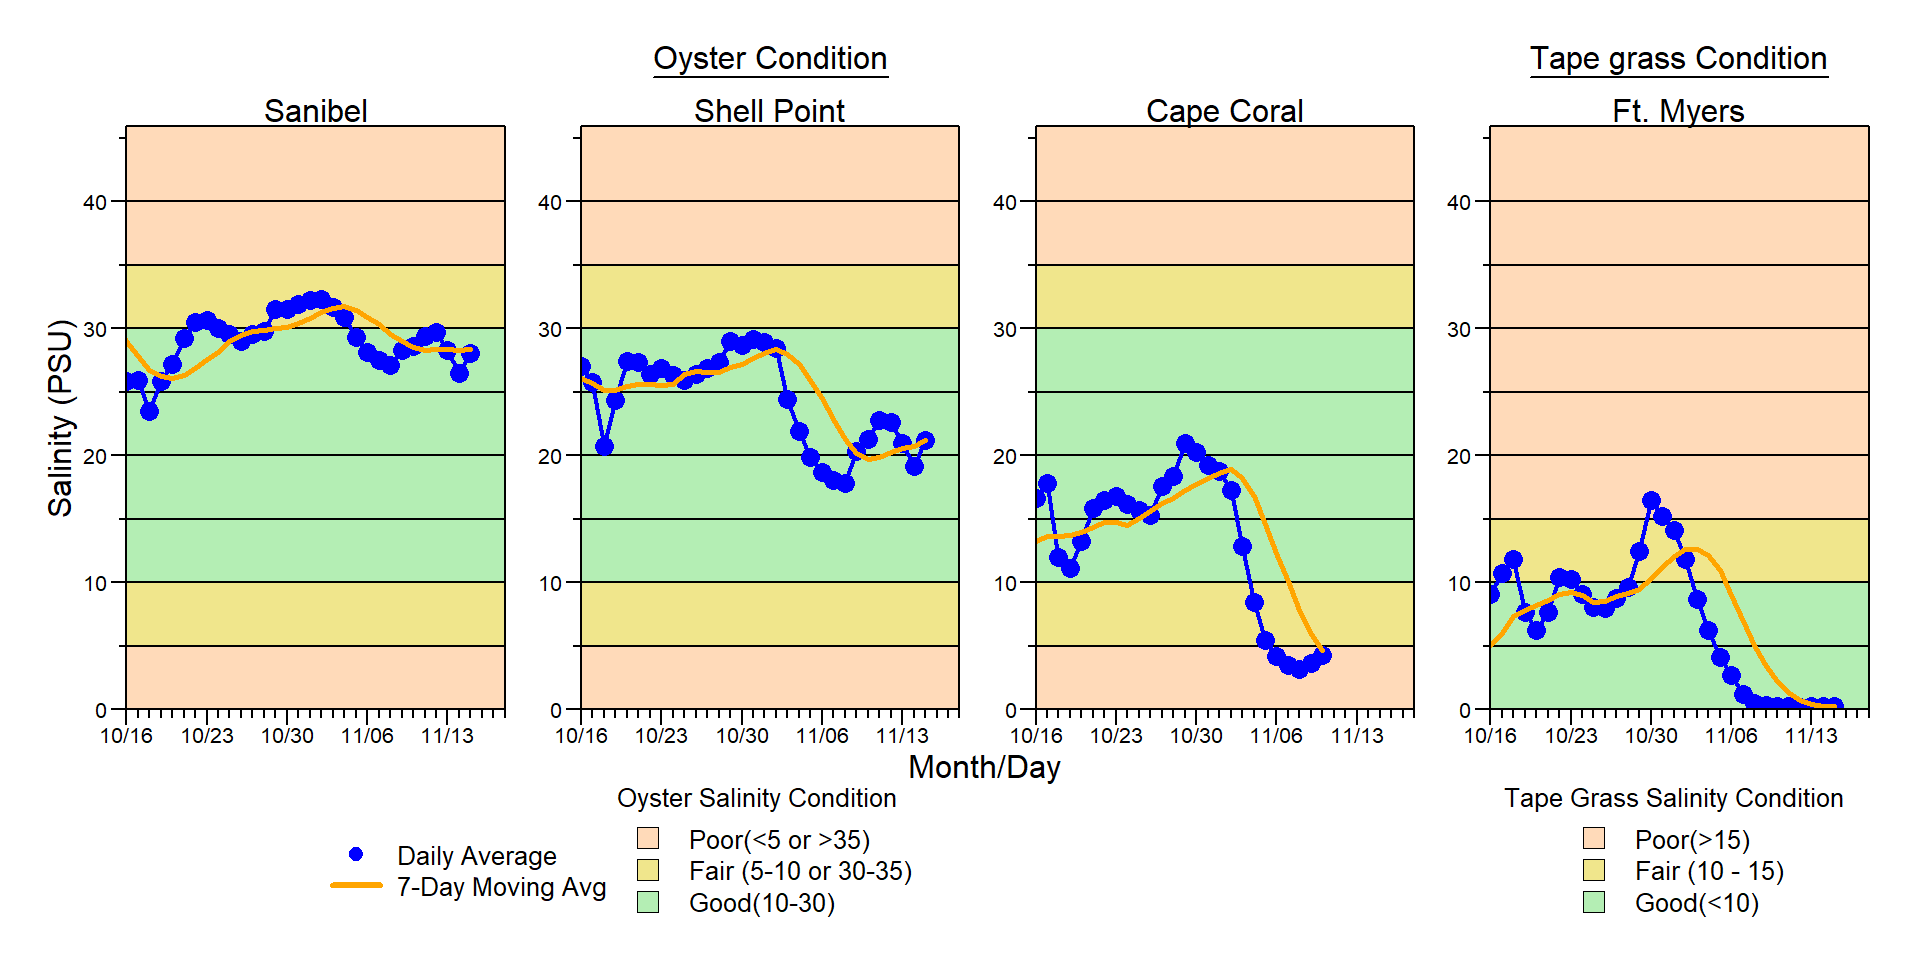 Oyster Condition
Tape grass Condition
Sanibel
Shell Point
Cape Coral
Ft. Myers
Salinity (PSU)
40
30
20
10
0
10/16 10/23 10/30 11/06 11/13
40
30
20
10
0
10/16 10/23 10/30 11/06 11/13
40
30
20
10
0
10/16 10/23 10/30 11/06 11/13
40
30
20
10
0
10/16 10/23 10/30 11/06 11/13
Month/Day
Daily Average
7-Day Moving Avg
Oyster Salinity Condition
Poor(<5 or >35)
Fair (5-10 or 30-35)
Good(10-30)
Tape Grass Salinity Condition
Poor(>15)
Fair (10 - 15)
Good(<10)